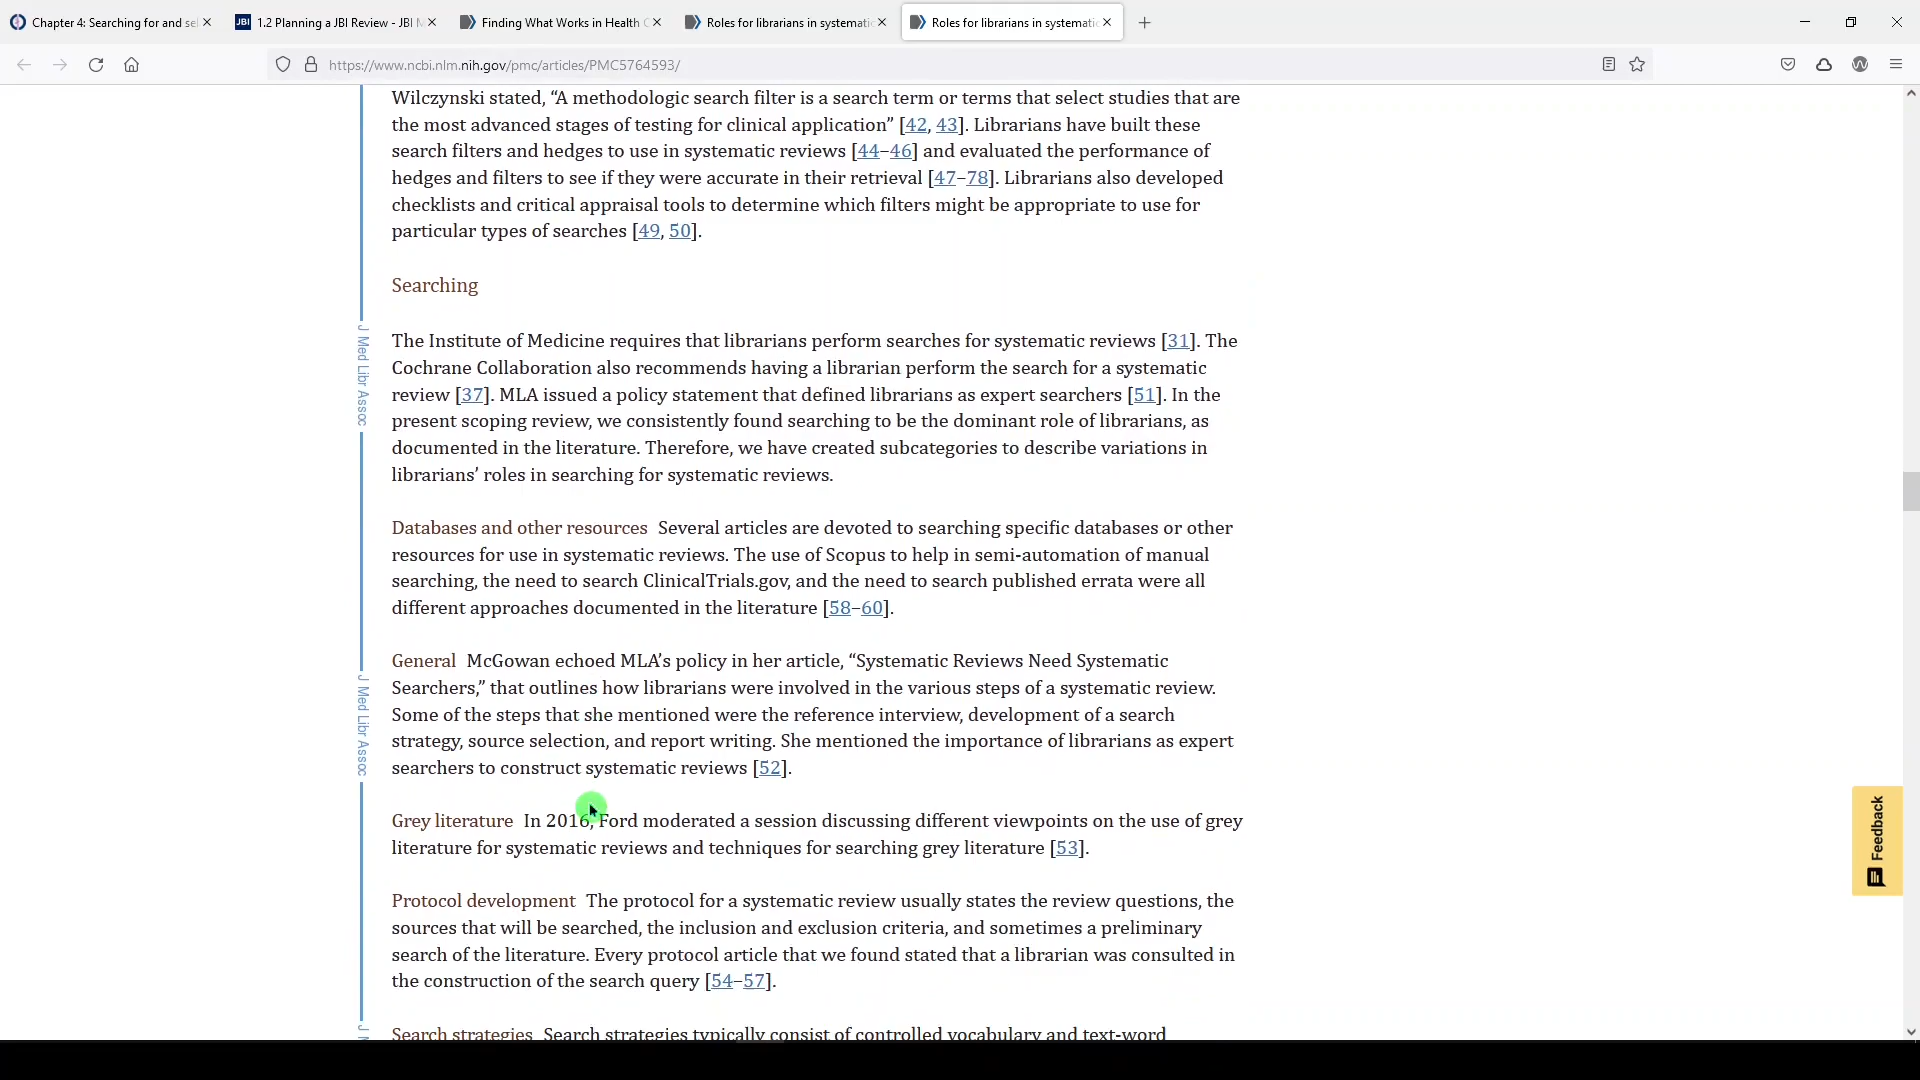 Chapter 4: Searching for and se
1.2 Planning a JBI Review - JBI M
Finding What Works in Health C
Roles for librarians in systematic
Roles for librarians in systematic
https://www.ncbi.nlm.nih.gov/pmc/articles/PMC5764593/
Wilczynski stated, “A methodologic search filter is a search term or terms that select studies that are
the most advanced stages of testing for clinical application” [42, 43]. Librarians have built these
search filters and hedges to use in systematic reviews [44–46] and evaluated the performance of
hedges and filters to see if they were accurate in their retrieval [47–78]. Librarians also developed
checklists and critical appraisal tools to determine which filters might be appropriate to use for
particular types of searches [49, 50].
Searching
The Institute of Medicine requires that librarians perform searches for systematic reviews [31]. The
Cochrane Collaboration also recommends having a librarian perform the search for a systematic
review [37]. MLA issued a policy statement that defined librarians as expert searchers [51]. In the
present scoping review, we consistently found searching to be the dominant role of librarians, as
documented in the literature. Therefore, we have created subcategories to describe variations in
librarians’ roles in searching for systematic reviews.
Databases and other resources Several articles are devoted to searching specific databases or other
resources for use in systematic reviews. The use of Scopus to help in semi-automation of manual
searching, the need to search ClinicalTrials.gov, and the need to search published errata were all
different approaches documented in the literature [58–60].
General McGowan echoed MLA’s policy in her article, “Systematic Reviews Need Systematic
Searchers,” that outlines how librarians were involved in the various steps of a systematic review.
Some of the steps that she mentioned were the reference interview, development of a search
strategy, source selection, and report writing. She mentioned the importance of librarians as expert
searchers to construct systematic reviews [52].
Grey literature In 2016, Ford moderated a session discussing different viewpoints on the use of grey
literature for systematic reviews and techniques for searching grey literature [53].
Protocol development The protocol for a systematic review usually states the review questions, the
sources that will be searched, the inclusion and exclusion criteria, and sometimes a preliminary
search of the literature. Every protocol article that we found stated that a librarian was consulted in
the construction of the search query [54–57].
Search strategies Search strategies typically consist of controlled vocabulary and text-word
J Med Libr Assoc
J Med Libr Assoc
J M
Feedback